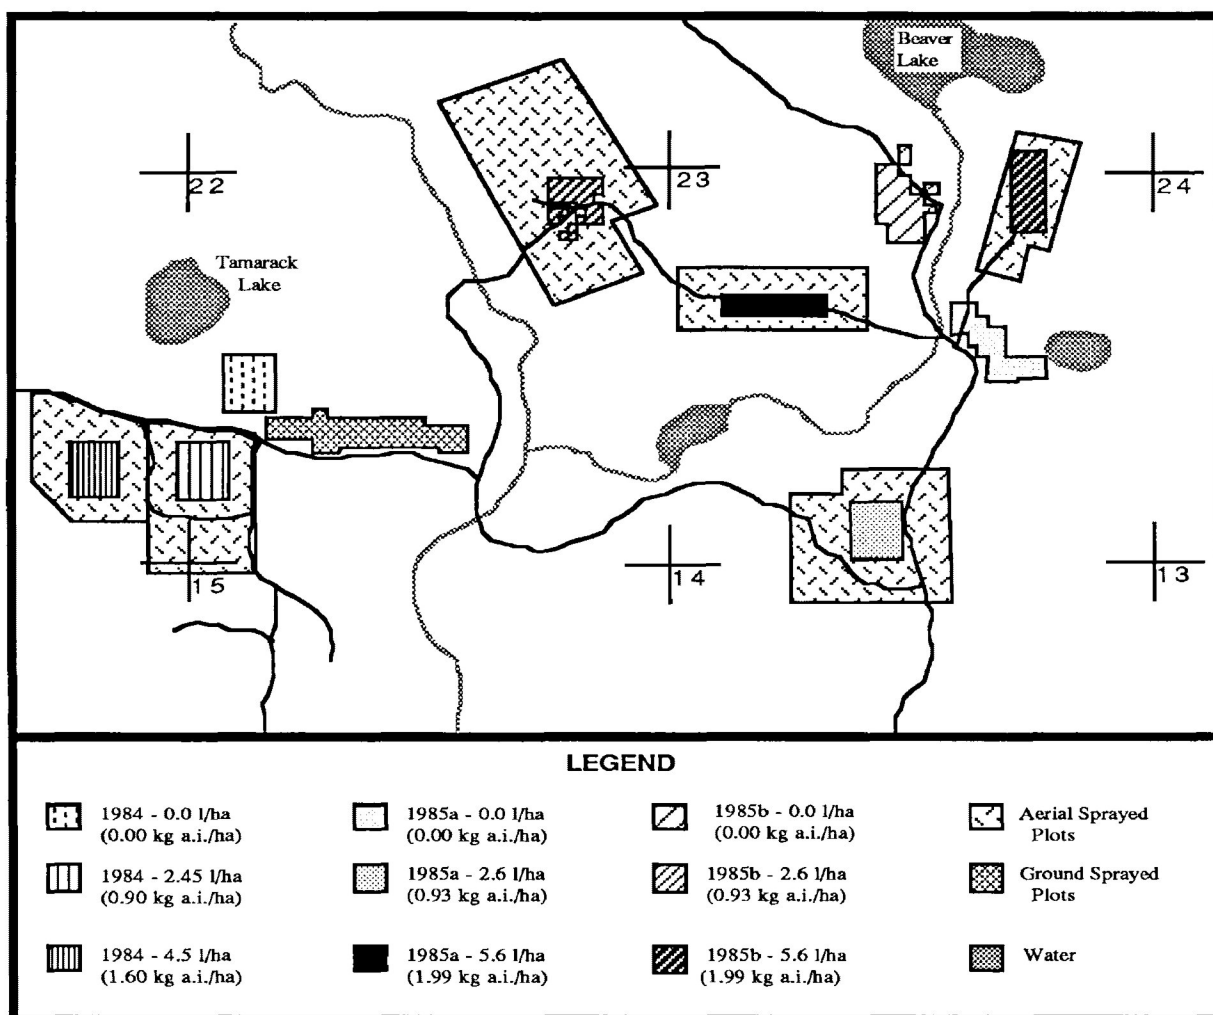 Beaver
Lake
22
23
24
Tamarack
Lake
15
14
13
LEGEND
1984 - 0.0 l/ha
(0.00 kg a.i./ha)
1985a - 0.0 l/ha
(0.00 kg a.i./ha)
1985b - 0.0 l/ha
(0.00 kg a.i./ha)
Aerial Sprayed
Plots
1984 - 2.45 l/ha
(0.90 kg a.i./ha)
1985a - 2.6 l/ha
(0.93 kg a.i./ha)
1985b - 2.6 l/ha
(0.93 kg a.i./ha)
Ground Sprayed
Plots
1984 - 4.5 l/ha
(1.60 kg a.i./ha)
1985a - 5.6 l/ha
(1.99 kg a.i./ha)
1985b - 5.6 l/ha
(1.99 kg a.i./ha)
Water